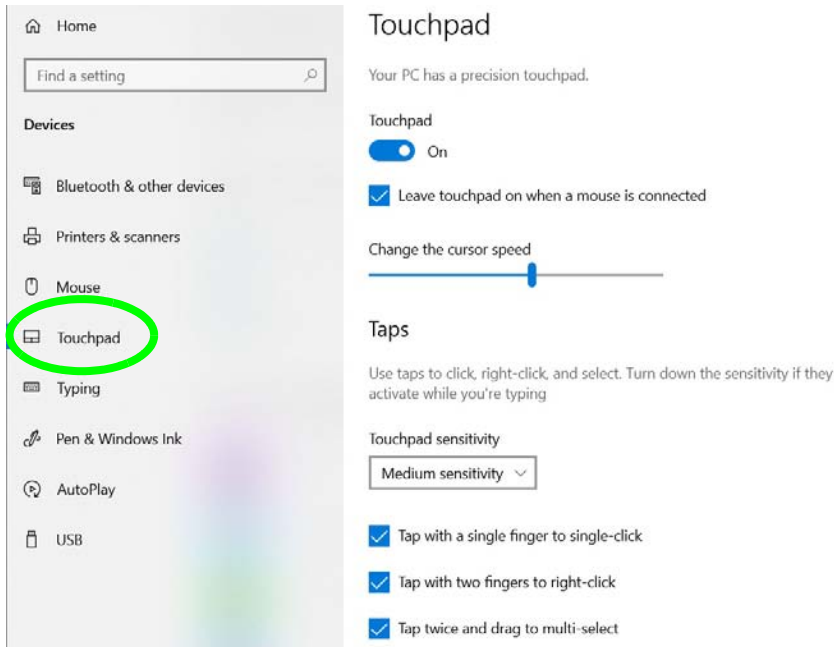 Home
Find a setting
Devices
Bluetooth & other devices
Printers & scanners
Mouse
Touchpad
Typing
Pen & Windows Ink
AutoPlay
USB
Touchpad
Your PC has a precision touchpad.
Touchpad
On
Leave touchpad on when a mouse is connected
Change the cursor speed
Taps
Use taps to click, right-click, and select. Turn down the sensitivity if they
activate while you're typing
Touchpad sensitivity
Medium sensitivity
Tap with a single finger to single-click
Tap with two fingers to right-click
Tap twice and drag to multi-select